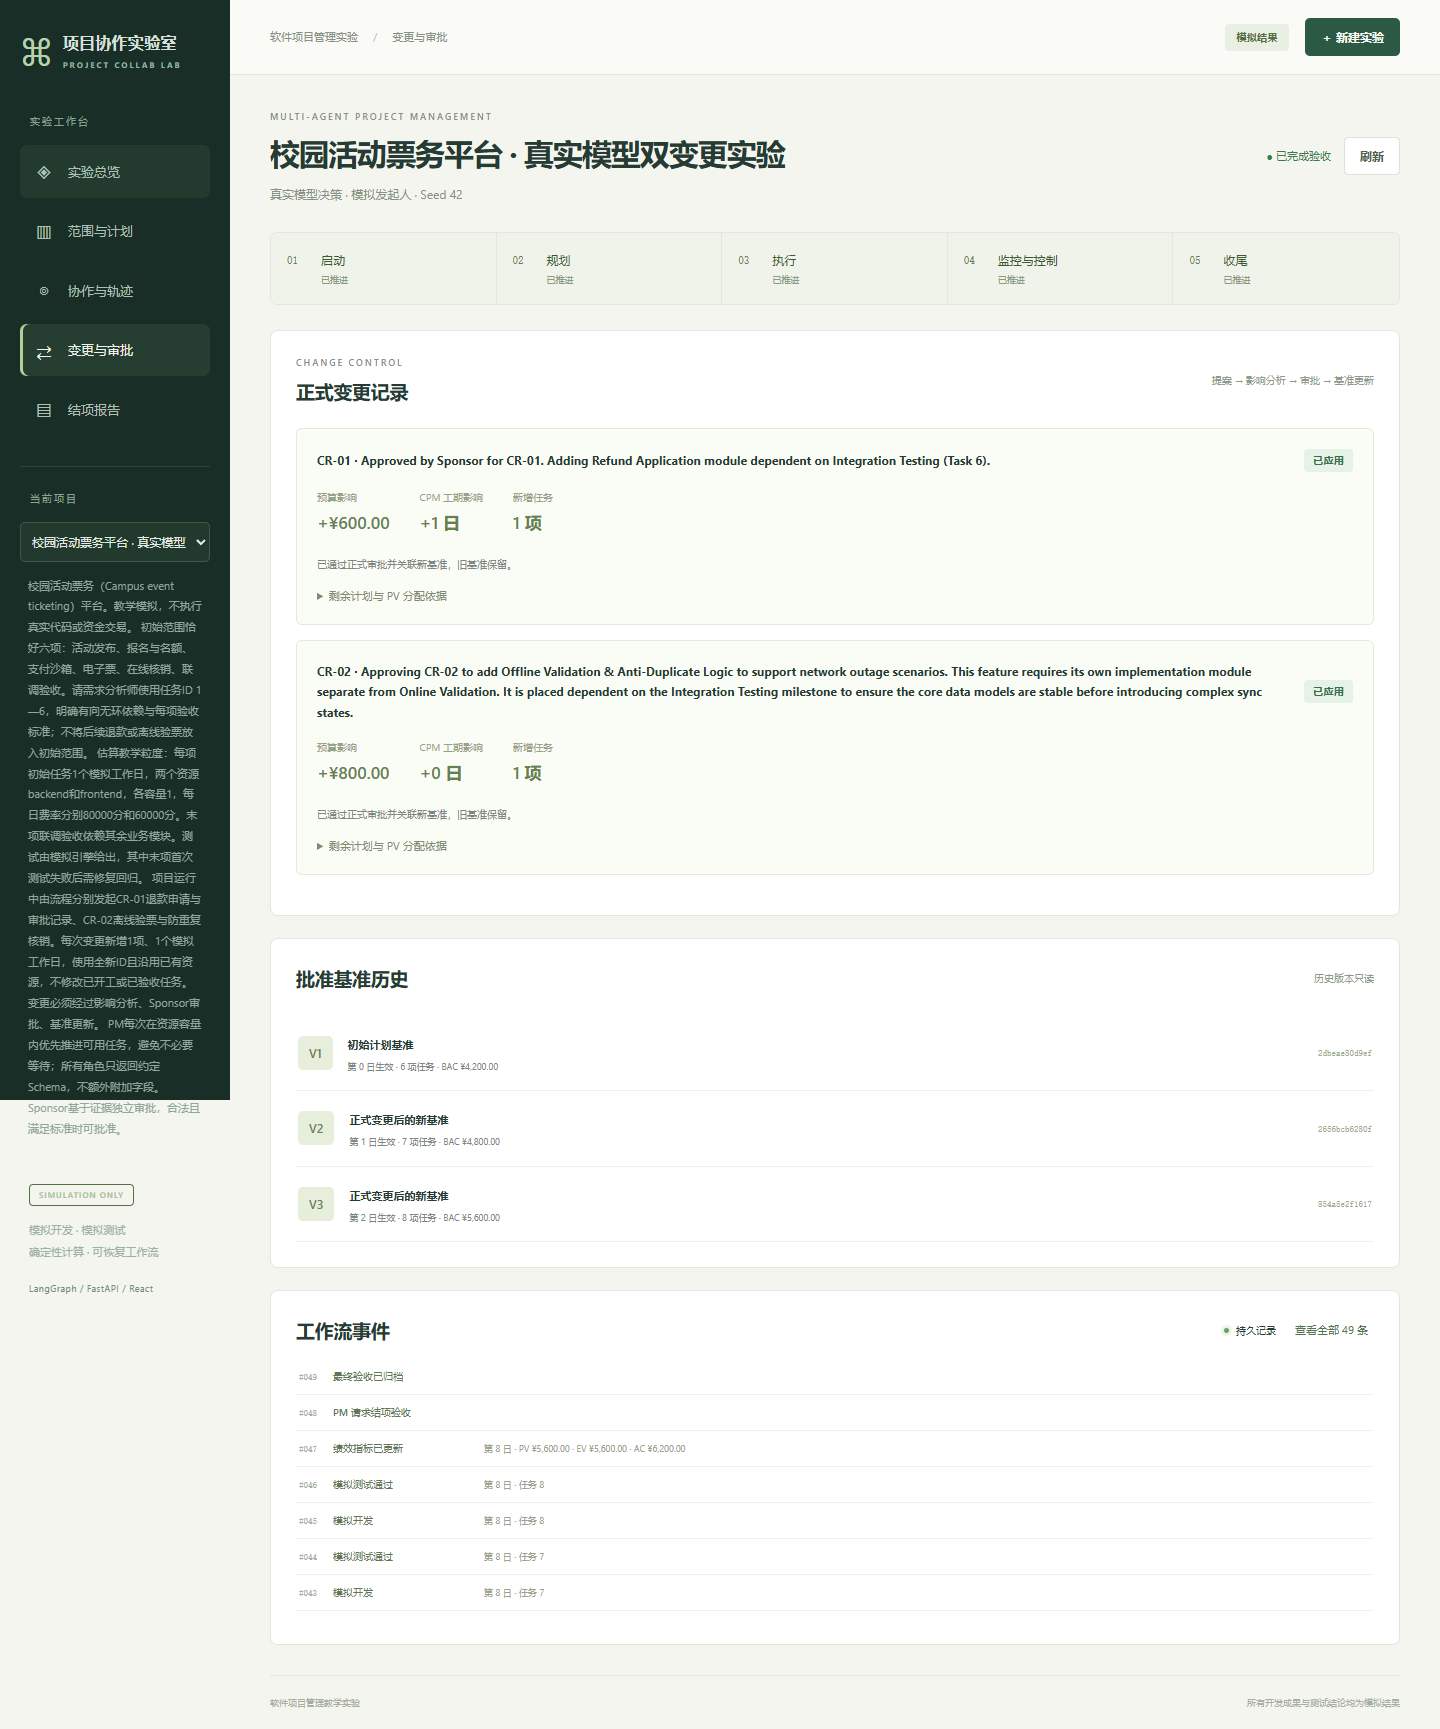 项目协作实验室
PROJECT COLLAB LAB
实验工作台
实验总览
范围与计划
协作与轨迹
变更与审批
结项报告
当前项目
校园活动票务平台 · 真实模型
校园活动票务（Campus event
ticketing）平台。教学模拟，不执行
真实代码或资金交易。 初始范围恰
好六项：活动发布、报名与名额、
支付沙箱、电子票、在线核销、联
调验收。请需求分析师使用任务ID 1
—6，明确有向无环依赖与每项验收
标准；不将后续退款或离线验票放
入初始范围。 估算教学粒度：每项
初始任务1个模拟工作日，两个资源
backend和frontend，各容量1，每
日费率分别80000分和60000分。末
项联调验收依赖其余业务模块。测
试由模拟引擎给出，其中末项首次
测试失败后需修复回归。 项目运行
中由流程分别发起CR-01退款申请与
审批记录、CR-02离线验票与防重复
核销。每次变更新增1项、1个模拟
工作日，使用全新ID且沿用已有资
源，不修改已开工或已验收任务。
变更必须经过影响分析、Sponsor审
批、基准更新。 PM每次在资源容量
内优先推进可用任务，避免不必要
等待；所有角色只返回约定
Schema，不额外附加字段。
Sponsor基于证据独立审批，合法且
满足标准时可批准。
SIMULATION ONLY
模拟开发 · 模拟测试
确定性计算 · 可恢复工作流
LangGraph / FastAPI / React
软件项目管理实验 / 变更与审批
模拟结果
+ 新建实验
MULTI-AGENT PROJECT MANAGEMENT
校园活动票务平台 · 真实模型双变更实验
真实模型决策 · 模拟发起人 · Seed 42
已完成验收
刷新
01 启动
已推进
02 规划
已推进
03 执行
已推进
04 监控与控制
已推进
05 收尾
已推进
CHANGE CONTROL
正式变更记录
提案 → 影响分析 → 审批 → 基准更新
CR-01 · Approved by Sponsor for CR-01. Adding Refund Application module dependent on Integration Testing (Task 6).
已应用
预算影响 CPM 工期影响 新增任务
+¥600.00 +1 日 1 项
已通过正式审批并关联新基准，旧基准保留。
剩余计划与 PV 分配依据
CR-02 · Approving CR-02 to add Offline Validation & Anti-Duplicate Logic to support network outage scenarios. This feature requires its own implementation module
separate from Online Validation. It is placed dependent on the Integration Testing milestone to ensure the core data models are stable before introducing complex sync
states.
已应用
预算影响 CPM 工期影响 新增任务
+¥800.00 +0 日 1 项
已通过正式审批并关联新基准，旧基准保留。
剩余计划与 PV 分配依据
批准基准历史
历史版本只读
V1 初始计划基准
第 0 日生效 · 6 项任务 · BAC ¥4,200.00
2dbeae80d9ef
V2 正式变更后的新基准
第 1 日生效 · 7 项任务 · BAC ¥4,800.00
2656bcb6280f
V3 正式变更后的新基准
第 2 日生效 · 8 项任务 · BAC ¥5,600.00
354a5e2f1617
工作流事件
持久记录 查看全部 49 条
#049 最终验收已归档
#048 PM 请求结项验收
#047 绩效指标已更新 第 8 日 · PV ¥5,600.00 · EV ¥5,600.00 · AC ¥6,200.00
#046 模拟测试通过 第 8 日 · 任务 8
#045 模拟开发 第 8 日 · 任务 8
#044 模拟测试通过 第 8 日 · 任务 7
#043 模拟开发 第 8 日 · 任务 7
软件项目管理教学实验
所有开发成果与测试结论均为模拟结果